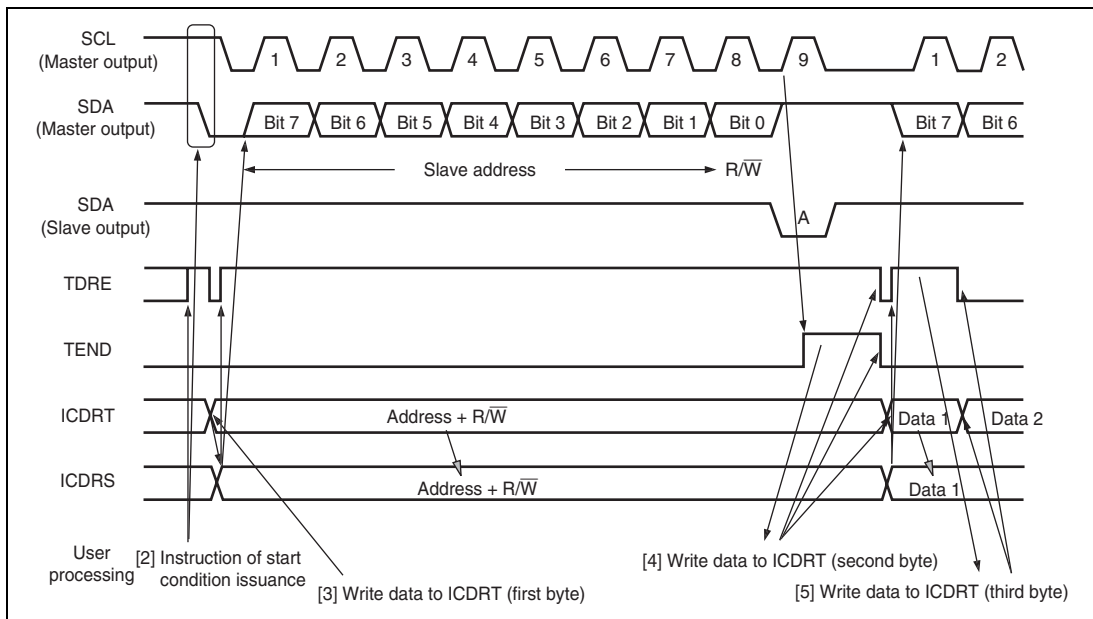 SCL
(Master output)
1 2 3 4 5 6 7 8 9 1 2
SDA
(Master output)
Bit 7 Bit 6 Bit 5 Bit 4 Bit 3 Bit 2 Bit 1 Bit 0 Bit 7 Bit 6
Slave address R/W̅
SDA
(Slave output)
A
TDRE
TEND
ICDRT
Address + R/W̅ Data 1 Data 2
ICDRS
Address + R/W̅ Data 1
User
processing
[2] Instruction of start
condition issuance
[3] Write data to ICDRT (first byte)
[4] Write data to ICDRT (second byte)
[5] Write data to ICDRT (third byte)